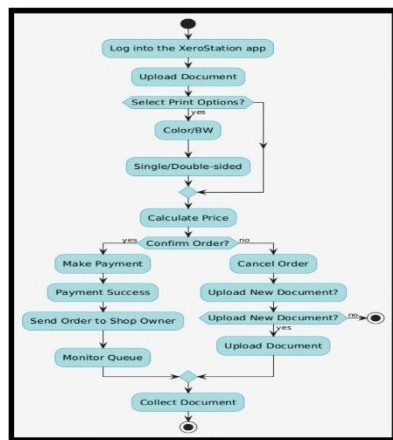 Log into the XeroStation app
Upload Document
Select Print Options?
yes
Color/BW
Single/Double-sided
Calculate Price
yes
Confirm Order?
no
Make Payment
Cancel Order
Payment Success
Upload New Document?
Send Order to Shop Owner
Upload New Document?
no
yes
Monitor Queue
Upload Document
Collect Document